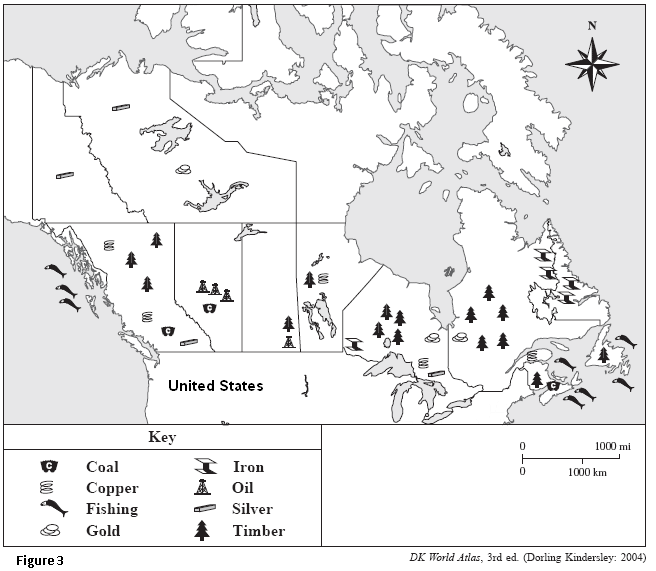 N
United States
Key
Coal
Iron
Copper
Oil
Fishing
Silver
Gold
Timber
0 1000 mi
0 1000 km
Figure 3
DK World Atlas, 3rd ed. (Dorling Kindersley: 2004)